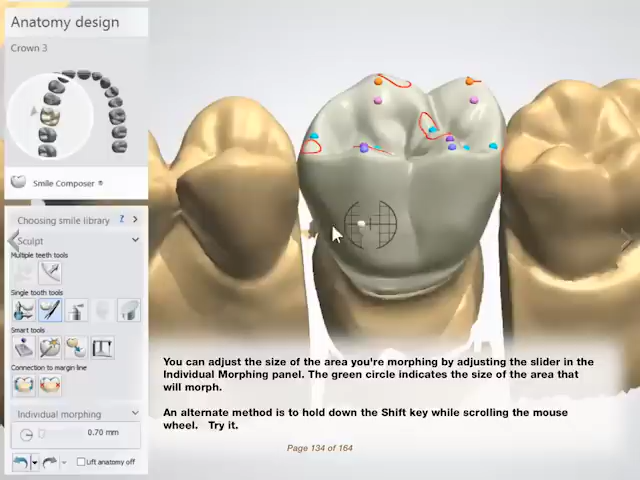 Anatomy design
Crown 3
Smile Composer
Choosing smile library ?
Sculpt
Multiple teeth tools
Single tooth tools
Smart tools
Connection to margin line
Individual morphing
0.70 mm
Lift anatomy off
You can adjust the size of the area you're morphing by adjusting the slider in the
Individual Morphing panel. The green circle indicates the size of the area that
will morph.
An alternate method is to hold down the Shift key while scrolling the mouse
wheel. Try it.
Page 134 of 164